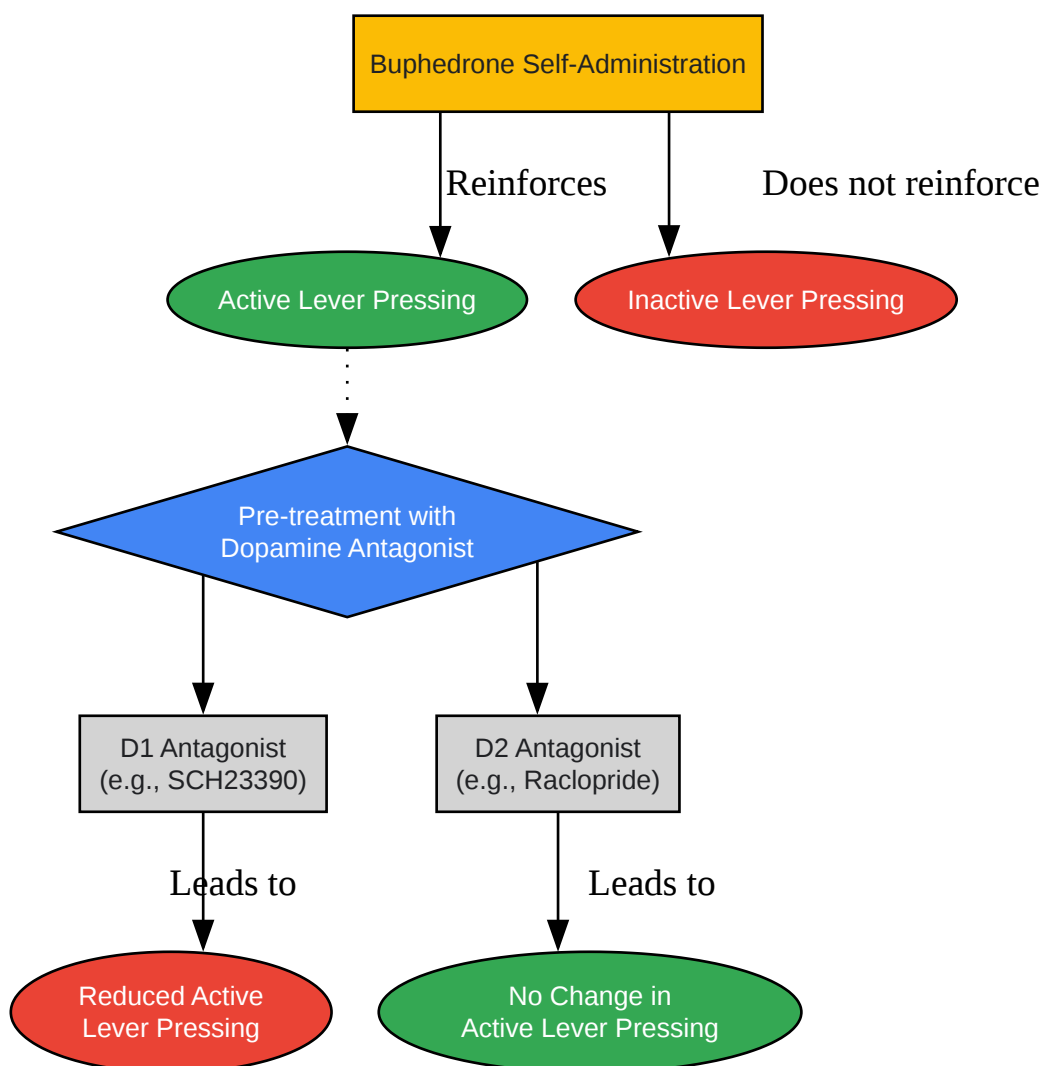 Buphedrone Self-Administration
Reinforces
Does not reinforce
Active Lever Pressing
Inactive Lever Pressing
Pre-treatment with
Dopamine Antagonist
D1 Antagonist
(e.g., SCH23390)
D2 Antagonist
(e.g., Raclopride)
Leads to
Leads to
Reduced Active
Lever Pressing
No Change in
Active Lever Pressing